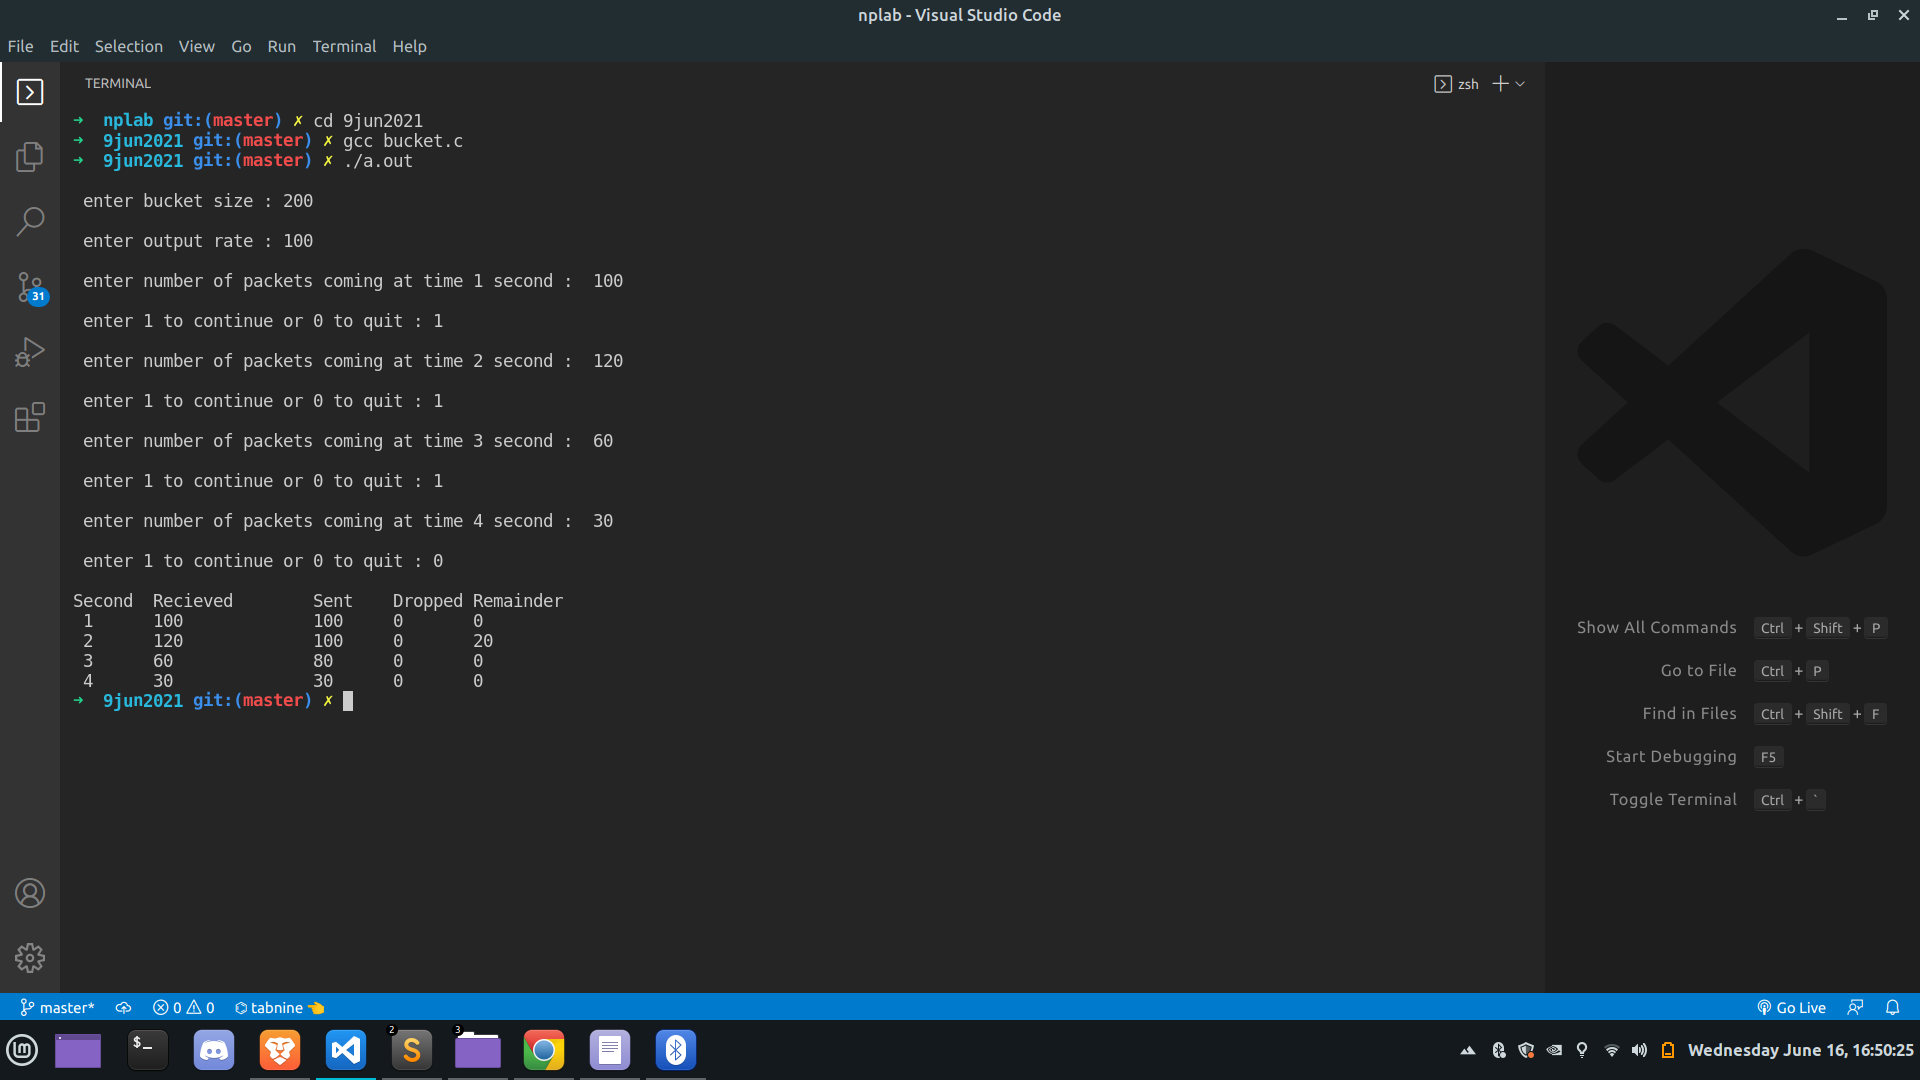 nplab - Visual Studio Code
File Edit Selection View Go Run Terminal Help
TERMINAL
zsh
➜ nplab git:(master) ✗ cd 9jun2021
➜ 9jun2021 git:(master) ✗ gcc bucket.c
➜ 9jun2021 git:(master) ✗ ./a.out
enter bucket size : 200
enter output rate : 100
enter number of packets coming at time 1 second : 100
enter 1 to continue or 0 to quit : 1
enter number of packets coming at time 2 second : 120
enter 1 to continue or 0 to quit : 1
enter number of packets coming at time 3 second : 60
enter 1 to continue or 0 to quit : 1
enter number of packets coming at time 4 second : 30
enter 1 to continue or 0 to quit : 0
Second Recieved Sent Dropped Remainder
1 100 100 0 0
2 120 100 0 20
3 60 80 0 0
4 30 30 0 0
➜ 9jun2021 git:(master) ✗
31
Show All Commands Ctrl + Shift + P
Go to File Ctrl + P
Find in Files Ctrl + Shift + F
Start Debugging F5
Toggle Terminal Ctrl + `
master* 0 0 tabnine 👈
Go Live
$_
2
S
3
Wednesday June 16, 16:50:25